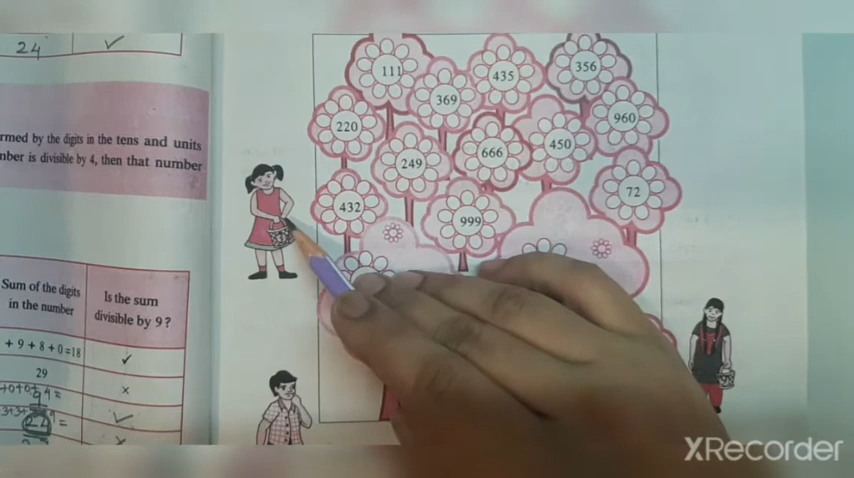 24
rmed by the digits in the tens and units
nber is divisible by 4, then that number
Sum of the digits
in the number
Is the sum
divisible by 9 ?
+ 9 + 8 + 0 = 18
29
111
435
356
369
220
960
249
666
450
432
999
72
XRecorder